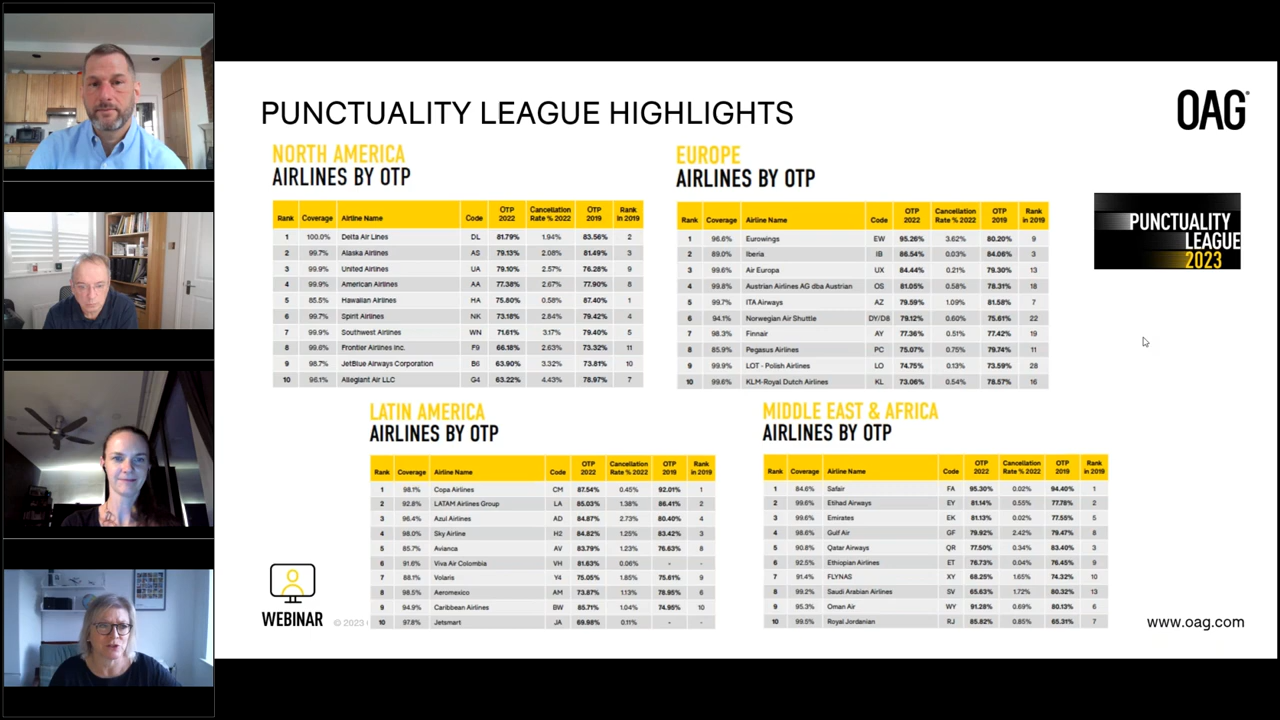 PUNCTUALITY LEAGUE HIGHLIGHTS
OAG
NORTH AMERICA
AIRLINES BY OTP
Rank Coverage Airline Name Code OTP 2022 Cancellation Rate % 2022 OTP 2019 Rank in 2019
1 100.0% Delta Air Lines DL 81.79% 1.94% 83.56% 2
2 99.7% Alaska Airlines AS 79.13% 2.08% 81.49% 3
3 99.9% United Airlines UA 79.10% 2.57% 76.28% 9
4 99.9% American Airlines AA 77.38% 2.67% 77.90% 8
5 85.5% Hawaiian Airlines HA 75.80% 0.58% 87.40% 1
6 99.7% Spirit Airlines NK 73.18% 2.84% 79.42% 4
7 99.9% Southwest Airlines WN 71.61% 3.17% 79.40% 5
8 99.6% Frontier Airlines Inc. F9 66.18% 2.63% 73.32% 11
9 98.7% JetBlue Airways Corporation B6 63.90% 3.32% 73.81% 10
10 96.1% Allegiant Air LLC G4 63.22% 4.43% 78.97% 7
EUROPE
AIRLINES BY OTP
Rank Coverage Airline Name Code OTP 2022 Cancellation Rate % 2022 OTP 2019 Rank in 2019
1 96.6% Eurowings EW 95.26% 3.62% 80.20% 9
2 89.0% Iberia IB 86.54% 0.03% 84.06% 3
3 99.6% Air Europa UX 84.44% 0.21% 79.30% 13
4 99.8% Austrian Airlines AG dba Austrian OS 81.05% 0.58% 78.31% 18
5 99.7% ITA Airways AZ 79.59% 1.09% 81.58% 7
6 94.1% Norwegian Air Shuttle DY/D8 79.12% 0.60% 75.61% 22
7 98.3% Finnair AY 77.36% 0.51% 77.42% 19
8 85.9% Pegasus Airlines PC 75.07% 0.75% 79.74% 11
9 99.9% LOT - Polish Airlines LO 74.75% 0.13% 73.59% 28
10 99.6% KLM-Royal Dutch Airlines KL 73.06% 0.54% 78.57% 16
PUNCTUALITY
LEAGUE
2023
LATIN AMERICA
AIRLINES BY OTP
Rank Coverage Airline Name Code OTP 2022 Cancellation Rate % 2022 OTP 2019 Rank in 2019
1 98.1% Copa Airlines CM 87.54% 0.45% 92.01% 1
2 92.8% LATAM Airlines Group LA 85.03% 1.38% 86.41% 2
3 96.4% Azul Airlines AD 84.87% 2.73% 80.40% 4
4 98.0% Sky Airline H2 84.82% 1.25% 83.42% 3
5 85.7% Avianca AV 83.79% 1.23% 76.63% 8
6 91.6% Viva Air Colombia VH 81.63% 0.06% - -
7 88.1% Volaris Y4 75.05% 1.85% 75.61% 9
8 98.5% Aeromexico AM 73.87% 1.13% 78.95% 6
9 94.9% Caribbean Airlines BW 85.71% 1.04% 74.95% 10
10 97.8% Jetsmart JA 69.98% 0.11% - -
MIDDLE EAST & AFRICA
AIRLINES BY OTP
Rank Coverage Airline Name Code OTP 2022 Cancellation Rate % 2022 OTP 2019 Rank in 2019
1 84.6% Safair FA 95.30% 0.02% 94.40% 1
2 99.6% Etihad Airways EY 81.14% 0.55% 77.78% 2
3 99.6% Emirates EK 81.13% 0.02% 77.55% 5
4 98.6% Gulf Air GF 79.92% 2.42% 79.47% 8
5 90.8% Qatar Airways QR 77.50% 0.34% 83.40% 3
6 92.5% Ethiopian Airlines ET 76.73% 0.04% 76.45% 9
7 91.4% FLYNAS XY 68.25% 1.65% 74.32% 10
8 99.2% Saudi Arabian Airlines SV 65.63% 1.72% 80.32% 13
9 95.3% Oman Air WY 91.28% 0.69% 80.13% 6
10 99.5% Royal Jordanian RJ 85.82% 0.85% 65.31% 7
WEBINAR
© 2023
www.oag.com